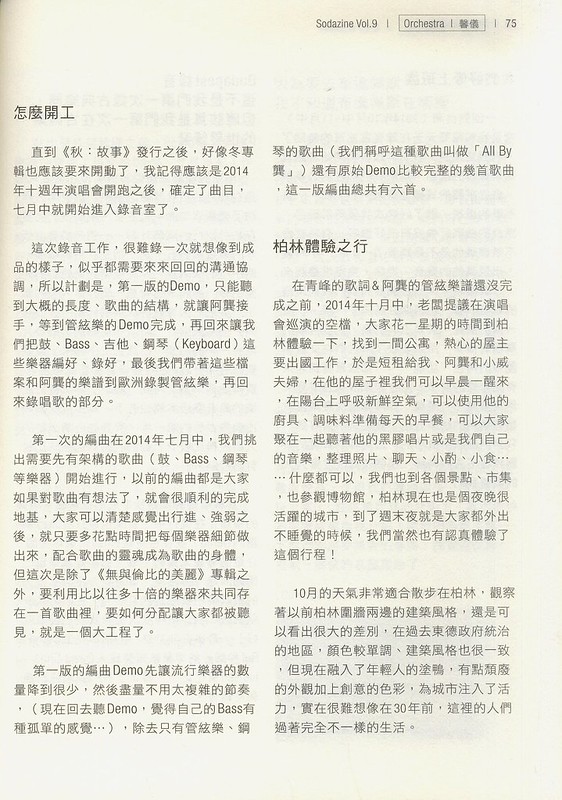 Sodazine Vol.9 | Orchestra | 馨儀 | 75
怎麼開工
直到《秋：故事》發行之後，好像冬專
輯也應該要來開動了，我記得應該是2014
年十週年演唱會開跑之後，確定了曲目，
七月中就開始進入錄音室了。
這次錄音工作，很難錄一次就想像到成
品的樣子，似乎都需要來來回回的溝通協
調，所以計劃是，第一版的Demo，只能聽
到大概的長度、歌曲的結構，就讓阿龔接
手，等到管絃樂的Demo完成，再回來讓我
們把鼓、Bass、吉他、鋼琴（Keyboard）這
些樂器編好、錄好，最後我們帶著這些檔
案和阿龔的樂譜到歐洲錄製管絃樂，再回
來錄唱歌的部分。
第一次的編曲在2014年七月中，我們挑
出需要先有架構的歌曲（鼓、Bass、鋼琴
等樂器）開始進行，以前的編曲都是大家
如果對歌曲有想法了，就會很順利的完成
地基，大家可以清楚感覺出行進、強弱之
後，就只要多花點時間把每個樂器細節做
出來，配合歌曲的靈魂成為歌曲的身體，
但這次是除了《無與倫比的美麗》專輯之
外，要利用比以往多十倍的樂器來共同存
在一首歌曲裡，要如何分配讓大家都被聽
見，就是一個大工程了。
第一版的編曲Demo先讓流行樂器的數
量降到很少，然後盡量不用太複雜的節奏
，（現在回去聽Demo，覺得自己的Bass有
種孤單的感覺⋯），除去只有管絃樂、鋼
琴的歌曲（我們稱呼這種歌曲叫做「All By
龔」）還有原始Demo比較完整的幾首歌曲
，這一版編曲總共有六首。
柏林體驗之行
在青峰的歌詞&阿龔的管絃樂譜還沒完
成之前，2014年十月中，老闆提議在演唱
會巡演的空檔，大家花一星期的時間到柏
林體驗一下，找到一間公寓，熱心的屋主
要出國工作，於是短租給我、阿龔和小威
夫婦，在他的屋子裡我們可以早晨一醒來
，在陽台上呼吸新鮮空氣，可以使用他的
廚具、調味料準備每天的早餐，可以大家
聚在一起聽著他的黑膠唱片或是我們自己
的音樂，整理照片、聊天、小酌、小食⋯
⋯什麼都可以，我們也到各個景點、市集
，也參觀博物館，柏林現在也是個夜晚很
活躍的城市，到了週末夜就是大家都外出
不睡覺的時候，我們當然也有認真體驗了
這個行程！
10月的天氣非常適合散步在柏林，觀察
著以前柏林圍牆兩邊的建築風格，還是可
以看出很大的差別，在過去東德政府統治
的地區，顏色較單調、建築風格也很一致
，但現在融入了年輕人的塗鴉，有點頹廢
的外觀加上創意的色彩，為城市注入了活
力，實在很難想像在30年前，這裡的人們
過著完全不一樣的生活。